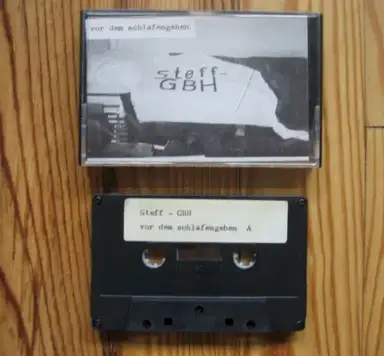 vor dem schlafengehen
steff-
GBH
Steff - GBH
vor dem schlafengehen A